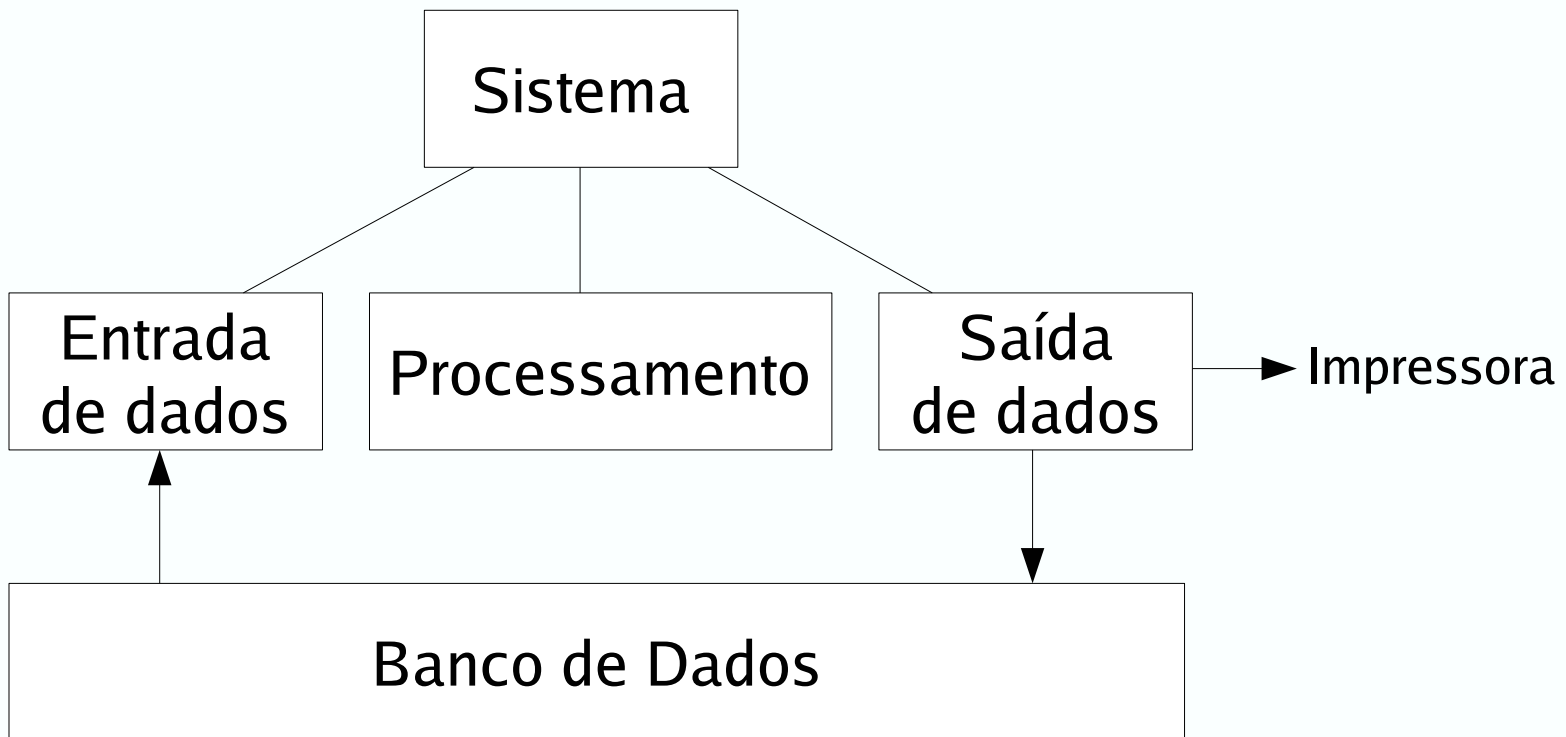 Sistema
Entrada
de dados
Processamento
Saída
de dados
Impressora
Banco de Dados